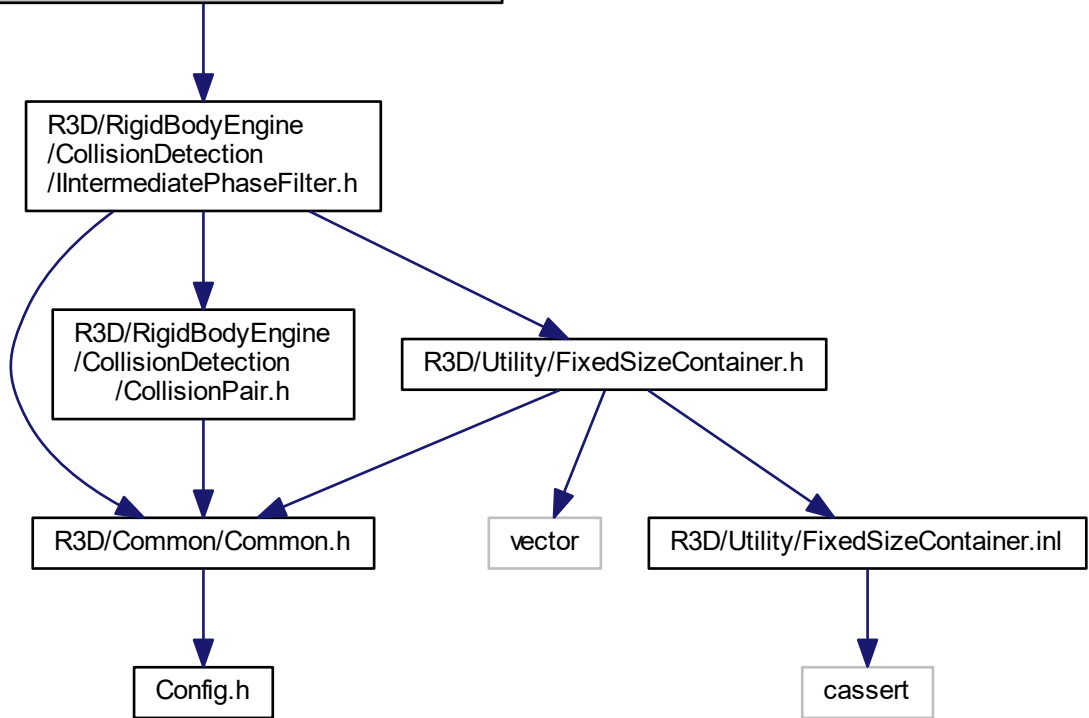 R3D/RigidBodyEngine
/CollisionDetection
/IIntermediatePhaseFilter.h
R3D/RigidBodyEngine
/CollisionDetection
/CollisionPair.h
R3D/Utility/FixedSizeContainer.h
R3D/Common/Common.h
vector
R3D/Utility/FixedSizeContainer.inl
Config.h
cassert